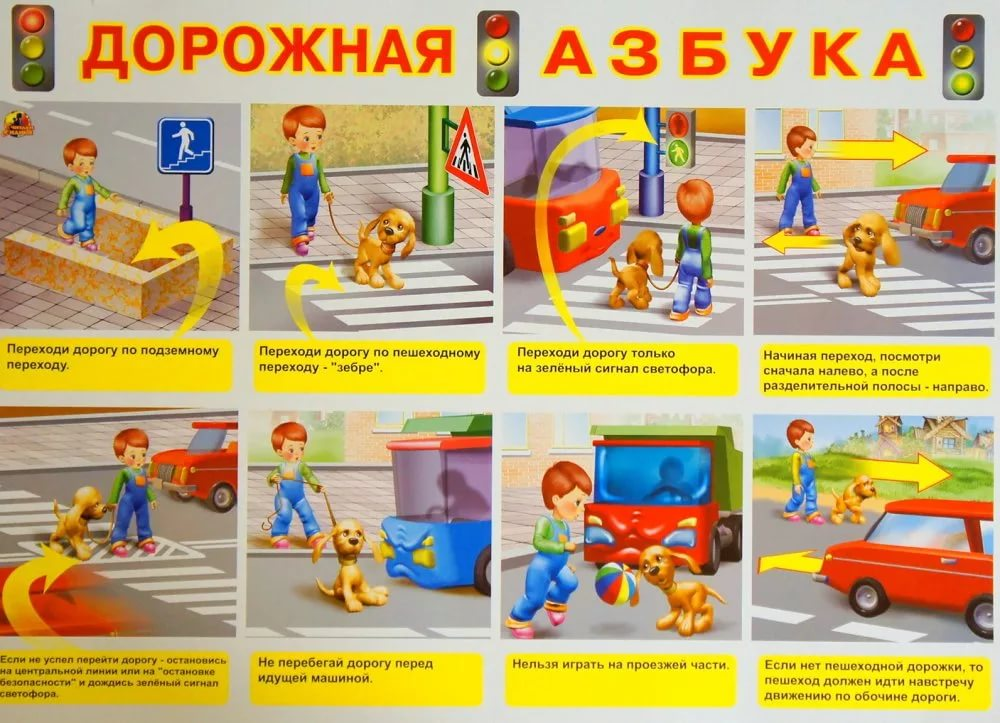 ДОРОЖНАЯ АЗБУКА
Переходи дорогу по подземному
переходу.
Переходи дорогу по пешеходному
переходу - "зебре".
Переходи дорогу только
на зелёный сигнал светофора.
Начиная переход, посмотри
сначала налево, а после
разделительной полосы - направо.
Если не успел перейти дорогу - остановись
на центральной линии или на "остановке
безопасности" и дождись зелёный сигнал
светофора.
Не перебегай дорогу перед
идущей машиной.
Нельзя играть на проезжей части.
Если нет пешеходной дорожки, то
пешеход должен идти навстречу
движению по обочине дороги.